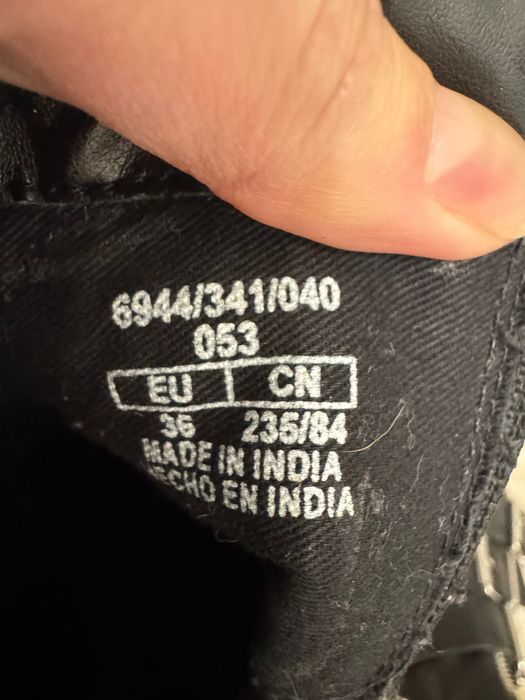 6944/341/040
053
EU CN
36 235/84
MADE IN INDIA
HECHO EN INDIA